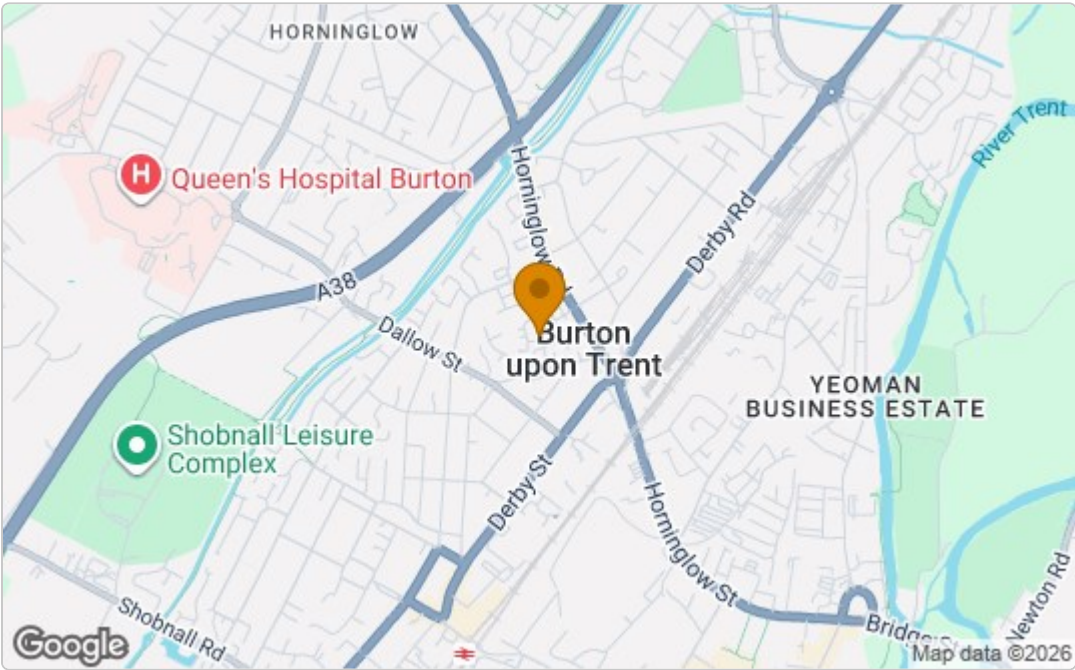 HORNINGLOW
River Trent
H
Queen's Hospital Burton
Horninglow
Derby Rd
A38
Dallow St
Burton
upon Trent
YEOMAN
BUSINESS ESTATE
Shobnall Leisure
Complex
Derby St
Horninglow St
Shobnall Rd
Newton Rd
Google
Map data ©2026